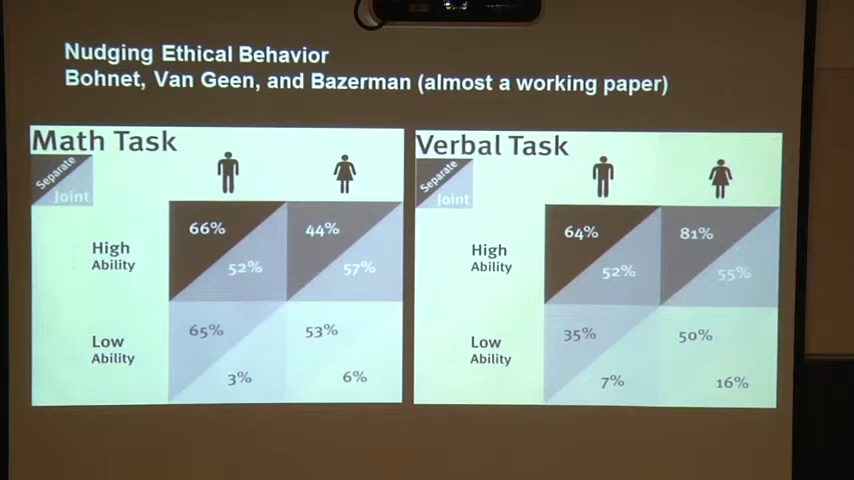 Nudging Ethical Behavior
Bohnet, Van Geen, and Bazerman (almost a working paper)
Math Task
Separate
Joint
High
Ability
66%
52%
44%
57%
Low
Ability
65%
3%
53%
6%
Verbal Task
Separate
Joint
High
Ability
64%
52%
81%
55%
Low
Ability
35%
7%
50%
16%